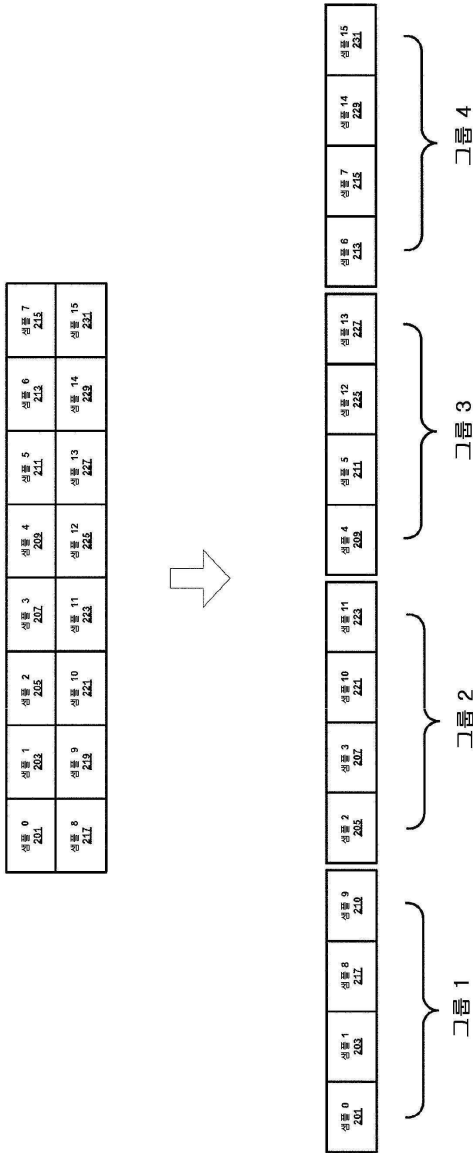 샘플 0
201
샘플 1
203
샘플 2
205
샘플 3
207
샘플 4
209
샘플 5
211
샘플 6
213
샘플 7
215
샘플 8
217
샘플 9
219
샘플 10
221
샘플 11
223
샘플 12
225
샘플 13
227
샘플 14
229
샘플 15
231
샘플 0
201
샘플 1
203
샘플 8
217
샘플 9
210
샘플 2
205
샘플 3
207
샘플 10
221
샘플 11
223
샘플 4
209
샘플 5
211
샘플 12
225
샘플 13
227
샘플 6
213
샘플 7
215
샘플 14
229
샘플 15
231
그룹 1
그룹 2
그룹 3
그룹 4